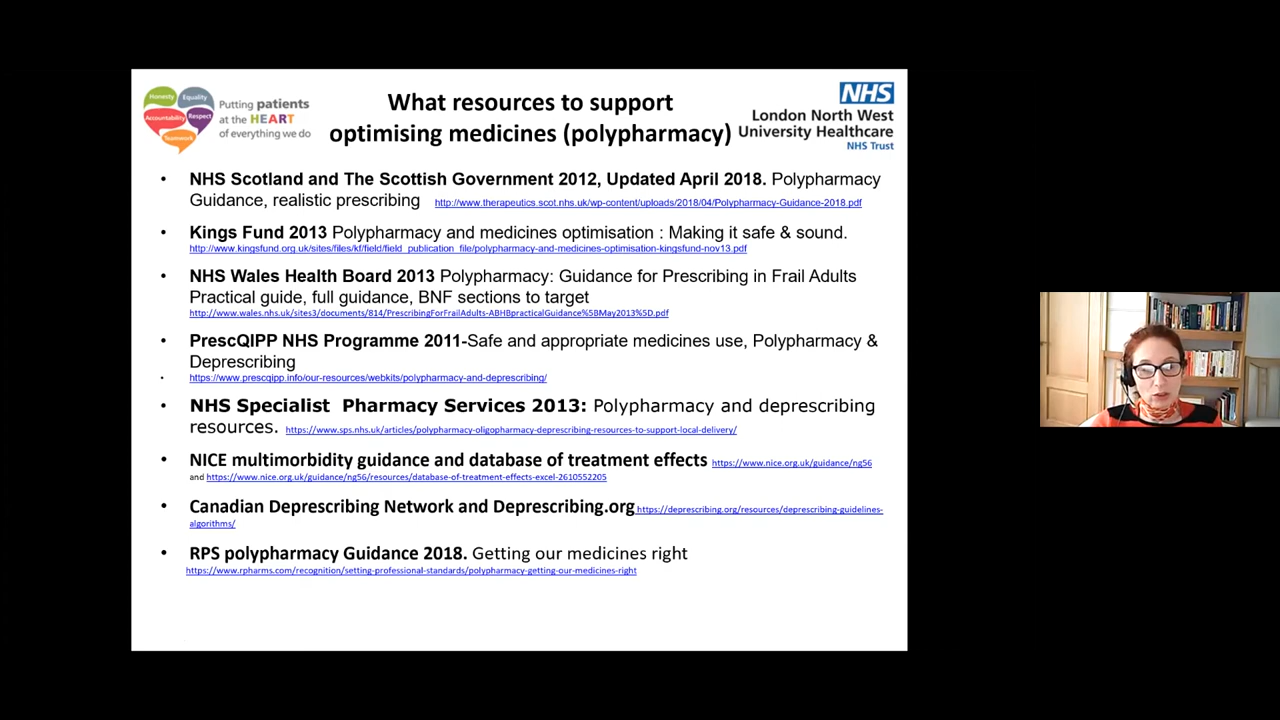 Honesty
Equality
Accountability
Respect
Teamwork
Putting patients
at the HEART
of everything we do
What resources to support
optimising medicines (polypharmacy)
NHS
London North West
University Healthcare
NHS Trust
• NHS Scotland and The Scottish Government 2012, Updated April 2018. Polypharmacy
Guidance, realistic prescribing http://www.therapeutics.scot.nhs.uk/wp-content/uploads/2018/04/Polypharmacy-Guidance-2018.pdf
• Kings Fund 2013 Polypharmacy and medicines optimisation : Making it safe & sound.
http://www.kingsfund.org.uk/sites/files/kf/field/field_publication_file/polypharmacy-and-medicines-optimisation-kingsfund-nov13.pdf
• NHS Wales Health Board 2013 Polypharmacy: Guidance for Prescribing in Frail Adults
Practical guide, full guidance, BNF sections to target
http://www.wales.nhs.uk/sites3/documents/814/PrescribingForFrailAdults-ABHBpracticalGuidance%5BMay2013%5D.pdf
• PrescQIPP NHS Programme 2011-Safe and appropriate medicines use, Polypharmacy &
Deprescribing
• https://www.prescqipp.info/our-resources/webkits/polypharmacy-and-deprescribing/
• NHS Specialist Pharmacy Services 2013: Polypharmacy and deprescribing
resources. https://www.sps.nhs.uk/articles/polypharmacy-oligopharmacy-deprescribing-resources-to-support-local-delivery/
• NICE multimorbidity guidance and database of treatment effects https://www.nice.org.uk/guidance/ng56
and https://www.nice.org.uk/guidance/ng56/resources/database-of-treatment-effects-excel-2610552205
• Canadian Deprescribing Network and Deprescribing.org https://deprescribing.org/resources/deprescribing-guidelines-
algorithms/
• RPS polypharmacy Guidance 2018. Getting our medicines right
https://www.rpharms.com/recognition/setting-professional-standards/polypharmacy-getting-our-medicines-right